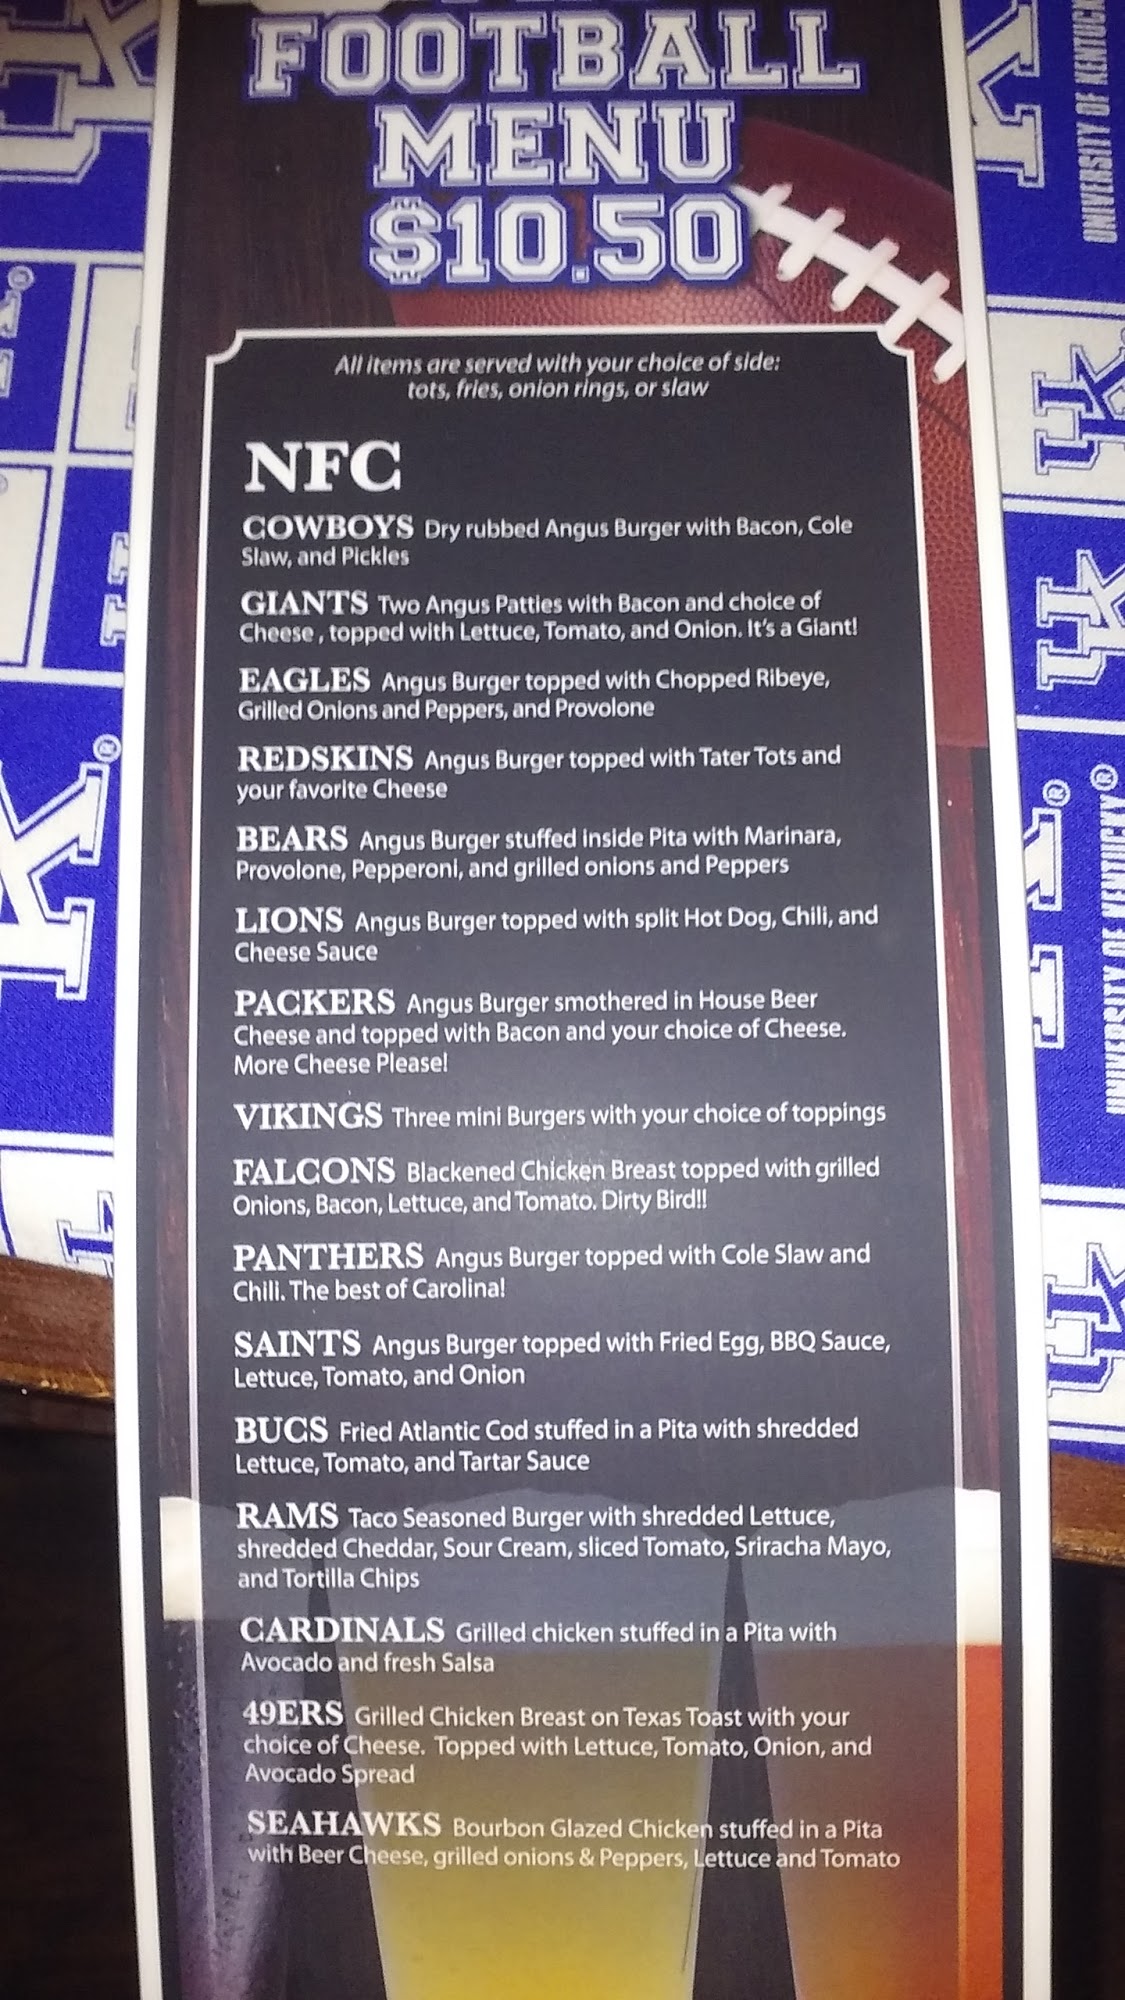 FOOTBALL
MENU
$10.50
All items are served with your choice of side:
tots, fries, onion rings, or slaw
NFC
COWBOYS Dry rubbed Angus Burger with Bacon, Cole
Slaw, and Pickles
GIANTS Two Angus Patties with Bacon and choice of
Cheese , topped with Lettuce, Tomato, and Onion. It's a Giant!
EAGLES Angus Burger topped with Chopped Ribeye,
Grilled Onions and Peppers, and Provolone
REDSKINS Angus Burger topped with Tater Tots and
your favorite Cheese
BEARS Angus Burger stuffed inside Pita with Marinara,
Provolone, Pepperoni, and grilled onions and Peppers
LIONS Angus Burger topped with split Hot Dog, Chili, and
Cheese Sauce
PACKERS Angus Burger smothered in House Beer
Cheese and topped with Bacon and your choice of Cheese.
More Cheese Please!
VIKINGS Three mini Burgers with your choice of toppings
FALCONS Blackened Chicken Breast topped with grilled
Onions, Bacon, Lettuce, and Tomato. Dirty Bird!!
PANTHERS Angus Burger topped with Cole Slaw and
Chili. The best of Carolina!
SAINTS Angus Burger topped with Fried Egg, BBQ Sauce,
Lettuce, Tomato, and Onion
BUCS Fried Atlantic Cod stuffed in a Pita with shredded
Lettuce, Tomato, and Tartar Sauce
RAMS Taco Seasoned Burger with shredded Lettuce,
shredded Cheddar, Sour Cream, sliced Tomato, Sriracha Mayo,
and Tortilla Chips
CARDINALS Grilled chicken stuffed in a Pita with
Avocado and fresh Salsa
49ERS Grilled Chicken Breast on Texas Toast with your
choice of Cheese. Topped with Lettuce, Tomato, Onion, and
Avocado Spread
SEAHAWKS Bourbon Glazed Chicken stuffed in a Pita
with Beer Cheese, grilled onions & Peppers, Lettuce and Tomato
UNIVERSITY OF KENTUCK
UK
UK
UNIVERSITY OF KENTUCKY®
UK